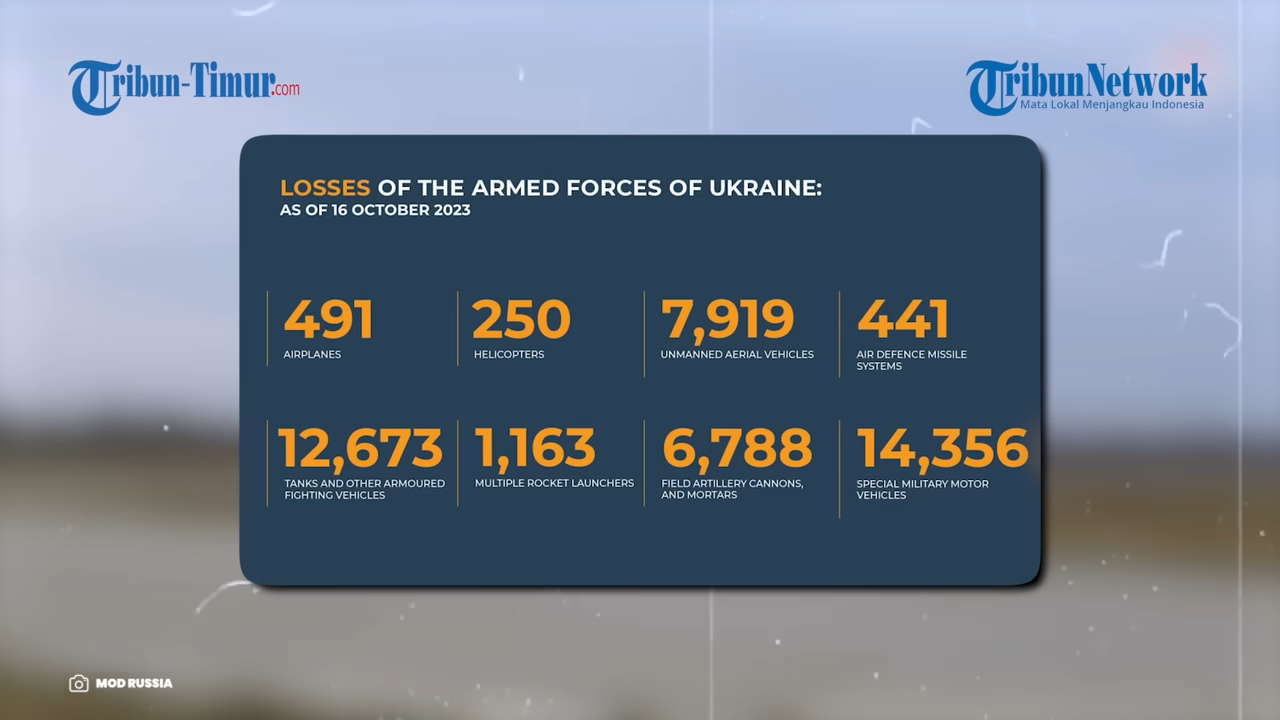 Tribun-Timur.com
TribunNetwork
Mata Lokal Menjangkau Indonesia
LOSSES OF THE ARMED FORCES OF UKRAINE:
AS OF 16 OCTOBER 2023
491
AIRPLANES
250
HELICOPTERS
7,919
UNMANNED AERIAL VEHICLES
441
AIR DEFENCE MISSILE
SYSTEMS
12,673
TANKS AND OTHER ARMOURED
FIGHTING VEHICLES
1,163
MULTIPLE ROCKET LAUNCHERS
6,788
FIELD ARTILLERY CANNONS,
AND MORTARS
14,356
SPECIAL MILITARY MOTOR
VEHICLES
MOD RUSSIA